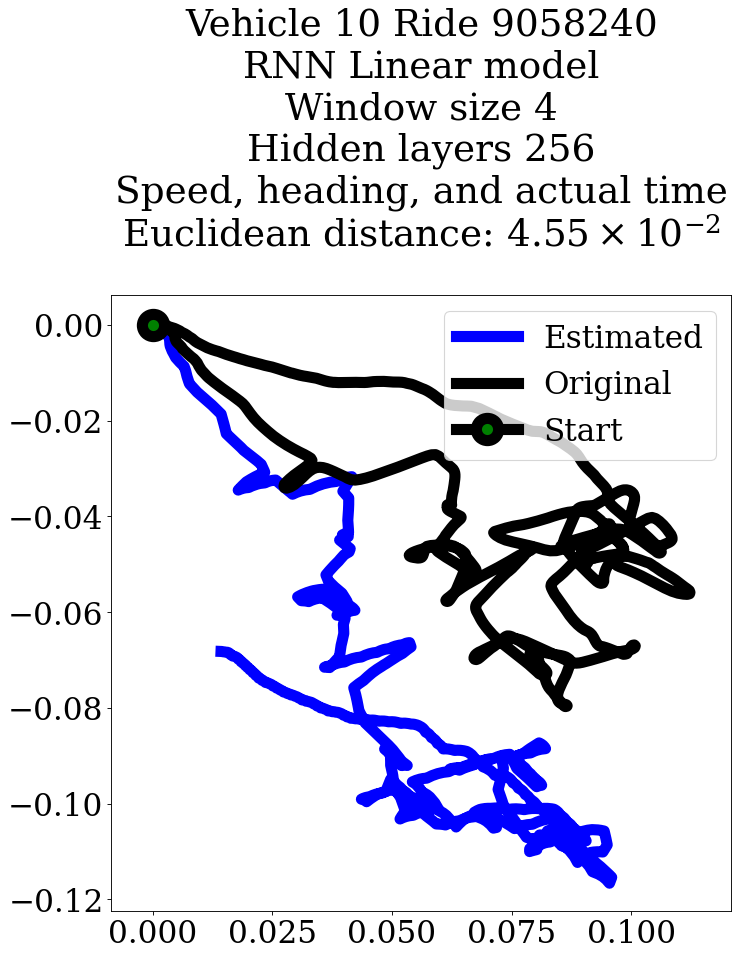 Vehicle 10 Ride 9058240
RNN Linear model
Window size 4
Hidden layers 256
Speed, heading, and actual time
Euclidean distance: 4.55 × 10⁻²
Estimated
Original
Start
0.00
−0.02
−0.04
−0.06
−0.08
−0.10
−0.12
0.000 0.025 0.050 0.075 0.100